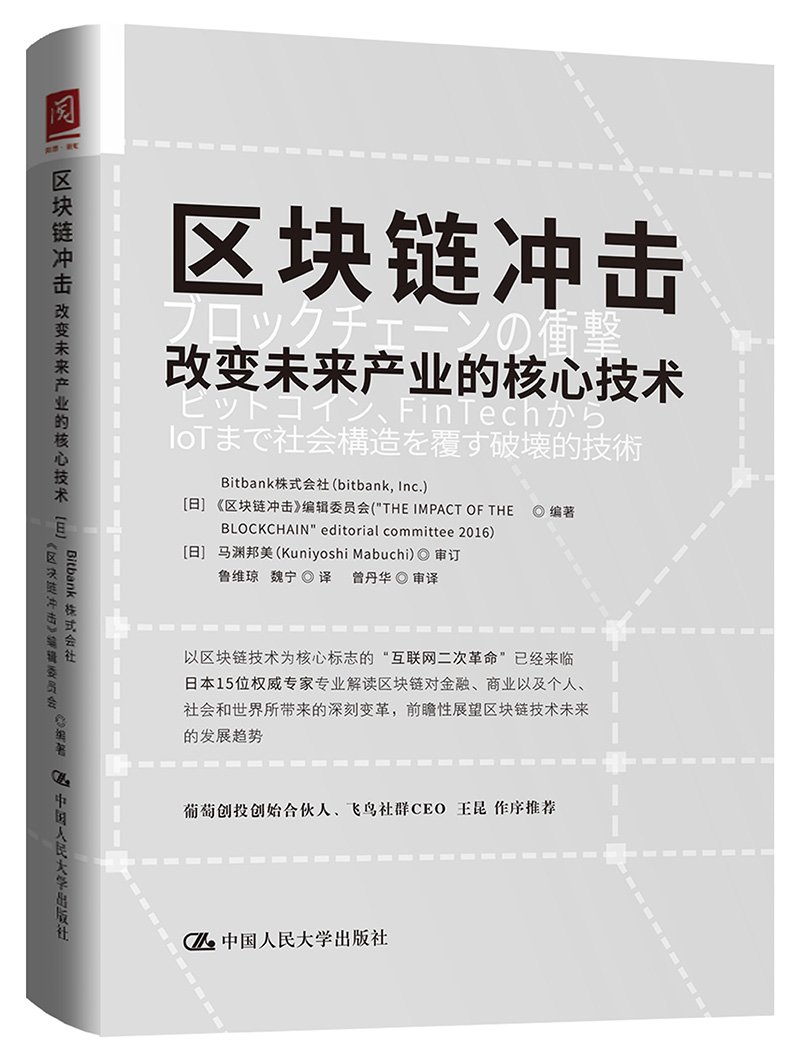 区块链冲击
ブロックチェーンの衝撃
改变未来产业的核心技术
ビットコイン、FinTechから
IoTまで社会構造を覆す破壊的技術
Bitbank株式会社(bitbank, Inc.)
[日]《区块链冲击》编辑委员会("THE IMPACT OF THE ◎ 编著
BLOCKCHAIN" editorial committee 2016)
[日] 马渊邦美(Kuniyoshi Mabuchi)◎ 审订
鲁维琼 魏宁 ◎ 译 曾丹华 ◎ 审译
以区块链技术为核心标志的“互联网二次革命”已经来临
日本15位权威专家专业解读区块链对金融、商业以及个人、
社会和世界所带来的深刻变革，前瞻性展望区块链技术未来
的发展趋势
葡萄创投创始合伙人、飞鸟社群CEO 王昆 作序推荐
中国人民大学出版社
阅
区块链冲击
改变未来产业的核心技术
[日]
Bitbank 株式会社
《区块链冲击》编辑委员会
◎编著
中国人民大学出版社